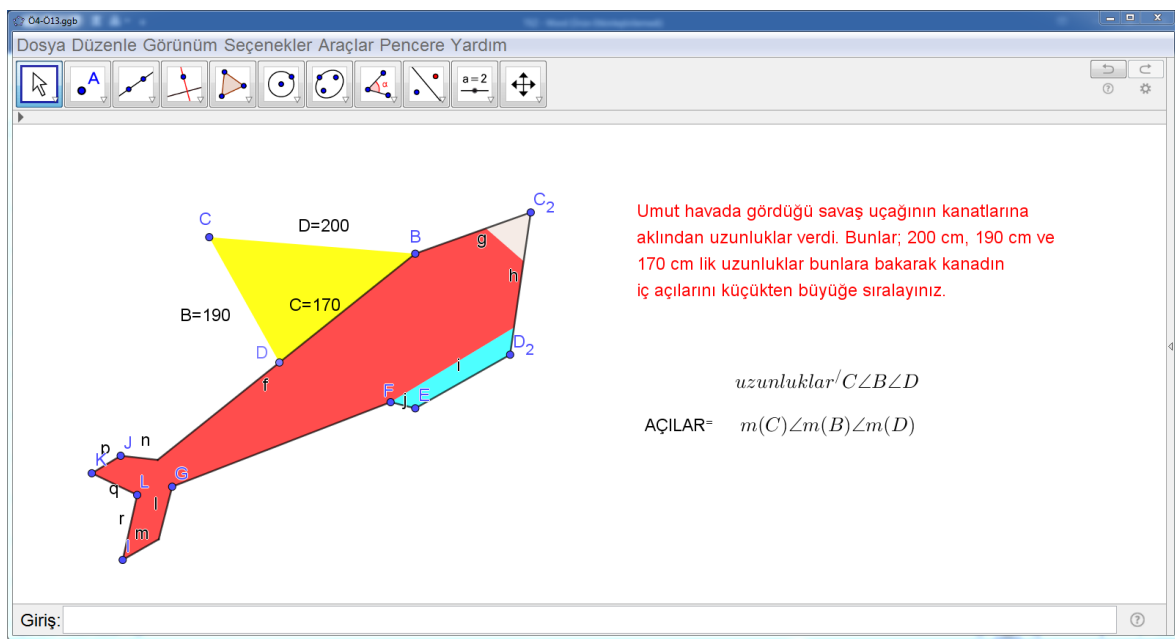 O4-O13.ggb
Dosya Düzenle Görünüm Seçenekler Araçlar Pencere Yardım
A
α
a=2
C
D=200
B
C2
g
h
B=190
C=170
D
f
D2
i
F
j
E
p
J
n
K
G
q
L
l
r
m
I
Umut havada gördüğü savaş uçağının kanatlarına
aklından uzunluklar verdi. Bunlar; 200 cm, 190 cm ve
170 cm lik uzunluklar bunlara bakarak kanadın
iç açılarını küçükten büyüğe sıralayınız.
uzunluklar/C∠B∠D
AÇILAR= m(C)∠m(B)∠m(D)
Giriş: